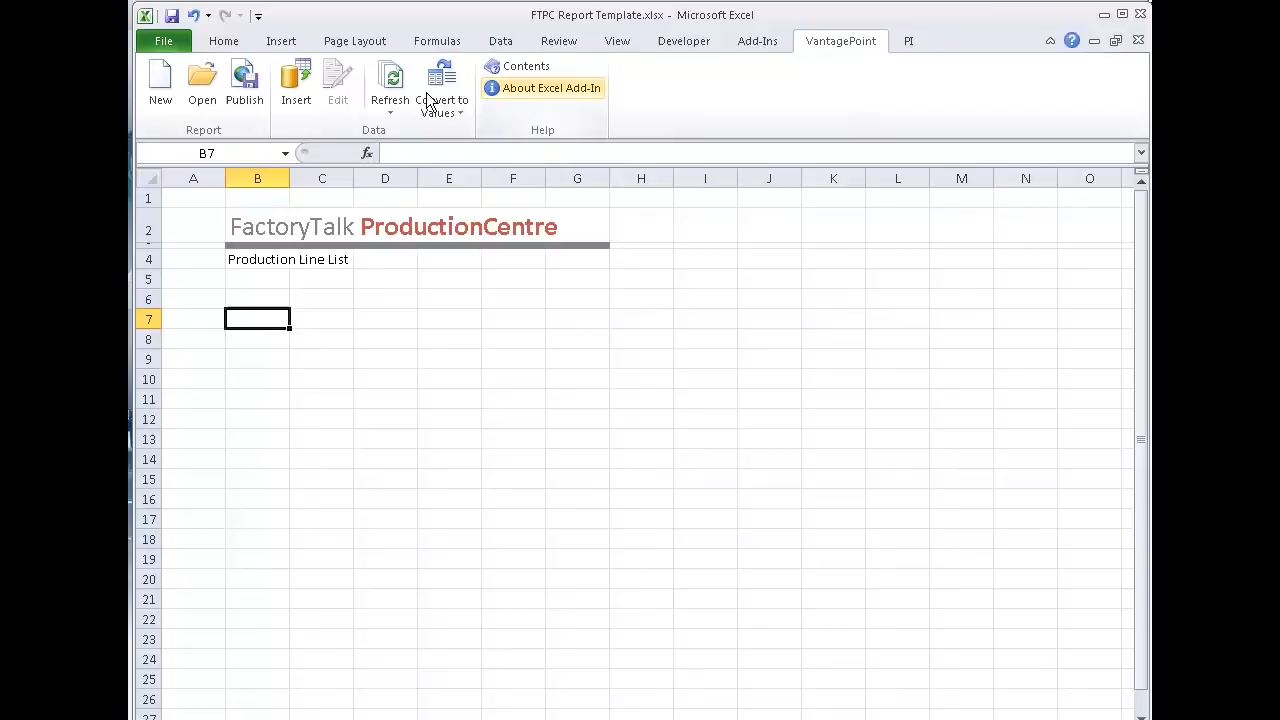 FTPC Report Template.xlsx - Microsoft Excel
File Home Insert Page Layout Formulas Data Review View Developer Add-Ins VantagePoint PI
Contents
About Excel Add-In
New Open Publish Insert Edit Refresh Convert to Values
Report Data Help
B7 fx
A B C D E F G H I J K L M N O
1
2 FactoryTalk ProductionCentre
4 Production Line List
5
6
7
8
9
10
11
12
13
14
15
16
17
18
19
20
21
22
23
24
25
26
27